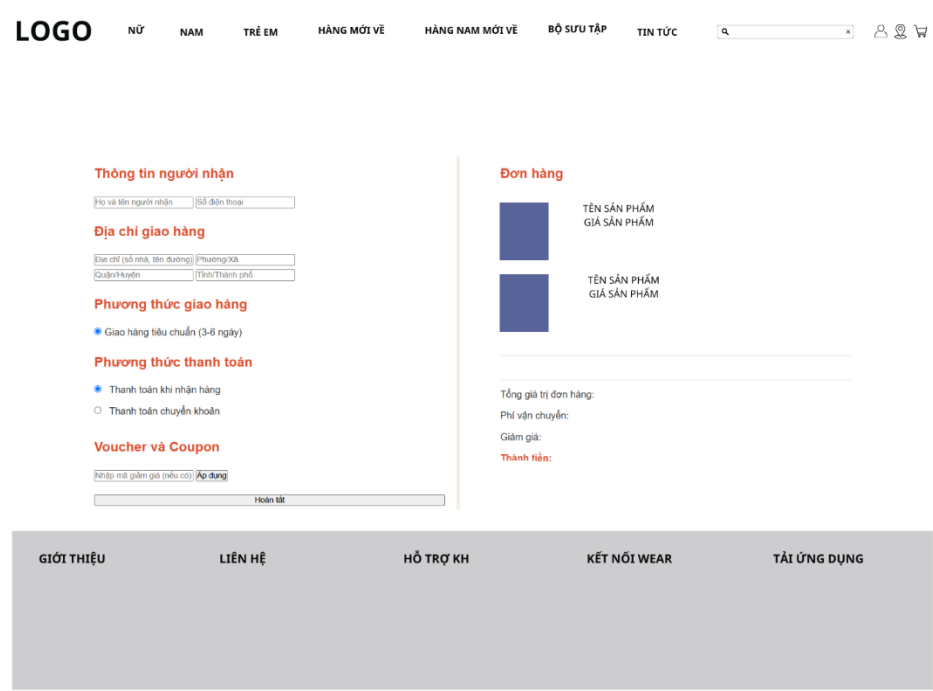 LOGO NỮ NAM TRẺ EM HÀNG MỚI VỀ HÀNG NAM MỚI VỀ BỘ SƯU TẬP TIN TỨC
Thông tin người nhận
Họ và tên người nhận Số điện thoại
Địa chỉ giao hàng
Địa chỉ (số nhà, tên đường) Phường/Xã
Quận/Huyện Tỉnh/Thành phố
Phương thức giao hàng
Giao hàng tiêu chuẩn (3-6 ngày)
Phương thức thanh toán
Thanh toán khi nhận hàng
Thanh toán chuyển khoản
Voucher và Coupon
Nhập mã giảm giá (nếu có) Áp dụng
Hoàn tất
Đơn hàng
TÊN SẢN PHẨM
GIÁ SẢN PHẨM
TÊN SẢN PHẨM
GIÁ SẢN PHẨM
Tổng giá trị đơn hàng:
Phí vận chuyển:
Giảm giá:
Thành tiền:
GIỚI THIỆU LIÊN HỆ HỖ TRỢ KH KẾT NỐI WEAR TẢI ỨNG DỤNG